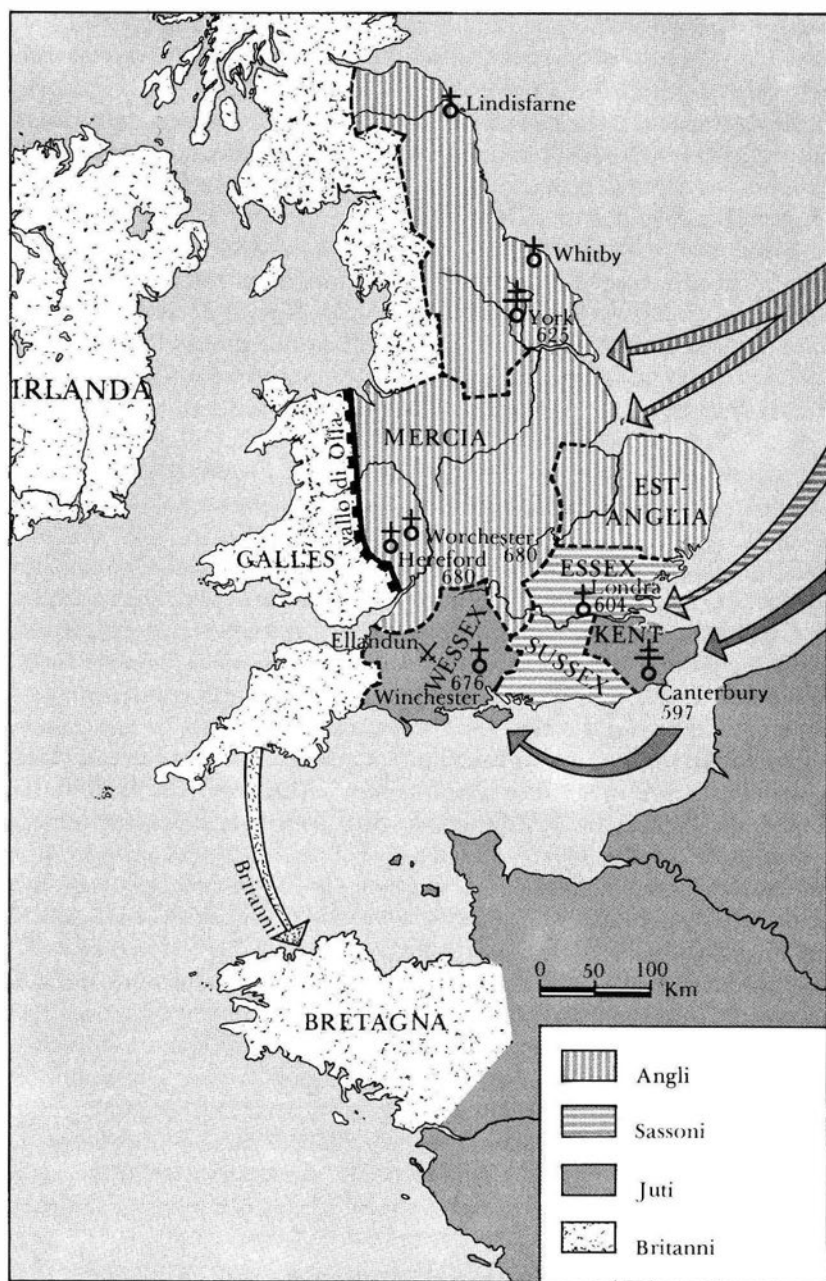 Lindisfarne
Whitby
York
625
IRLANDA
MERCIA
vallo di Offa
EST-
ANGLIA
GALLES
Worchester
680
Hereford
680
ESSEX
Londra
604
Ellandun
WESSEX
676
Winchester
SUSSEX
KENT
Canterbury
597
Britanni
BRETAGNA
0 50 100
Km
Angli
Sassoni
Juti
Britanni